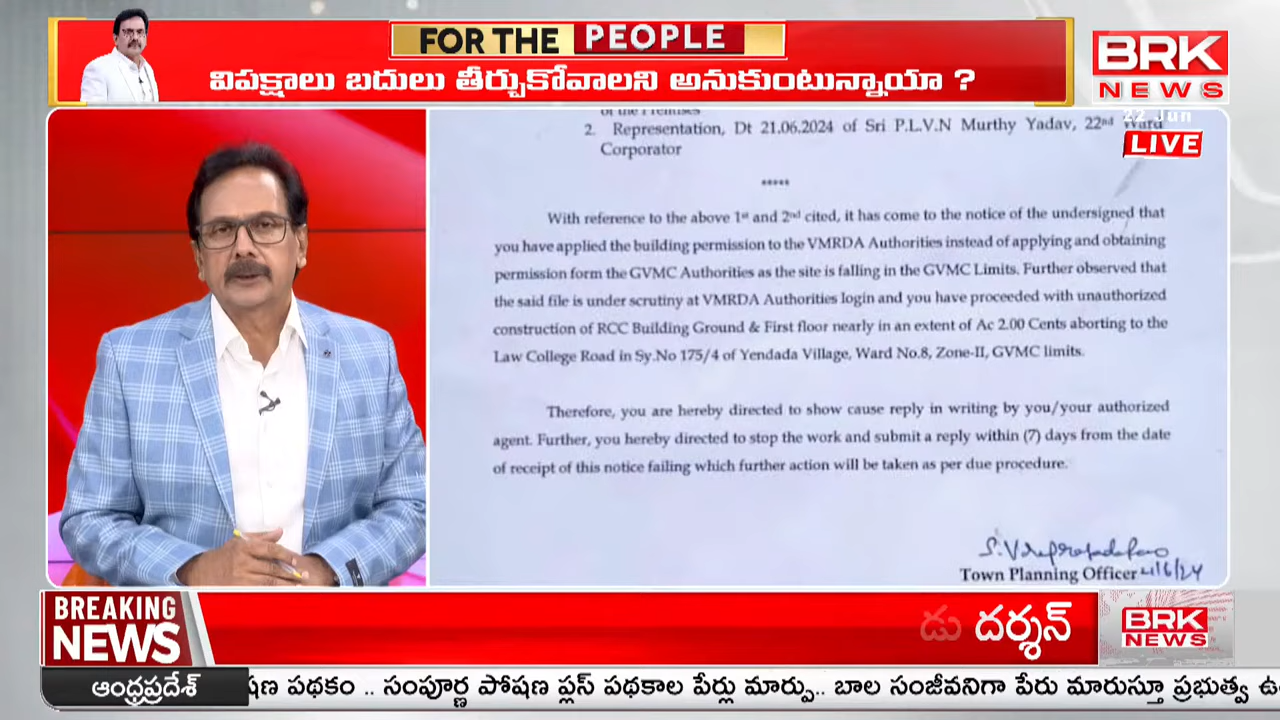 FOR THE PEOPLE
విపక్షాలు బదులు తీర్చుకోవాలని అనుకుంటున్నాయా ?
BRK
NEWS
22 Jun
LIVE
of the Premises
2. Representation, Dt 21.06.2024 of Sri P.L.V.N Murthy Yadav, 22nd Ward
Corporator
*****
With reference to the above 1st and 2nd cited, it has come to the notice of the undersigned that
you have applied the building permission to the VMRDA Authorities instead of applying and obtaining
permission form the GVMC Authorities as the site is falling in the GVMC Limits. Further observed that
the said file is under scrutiny at VMRDA Authorities login and you have proceeded with unauthorized
construction of RCC Building Ground & First floor nearly in an extent of Ac 2.00 Cents aborting to the
Law College Road in Sy.No 175/4 of Yendada Village, Ward No.8, Zone-II, GVMC limits.
Therefore, you are hereby directed to show cause reply in writing by you/your authorized
agent. Further, you hereby directed to stop the work and submit a reply within (7) days from the date
of receipt of this notice failing which further action will be taken as per due procedure.
Town Planning Officer
BREAKING
NEWS
డు దర్శన్
BRK
NEWS
ఆంధ్రప్రదేశ్
షణ పథకం .. సంపూర్ణ పోషణ ప్లస్ పథకాల పేర్లు మార్పు.. బాల సంజీవనిగా పేరు మారుస్తూ ప్రభుత్వ ఉ